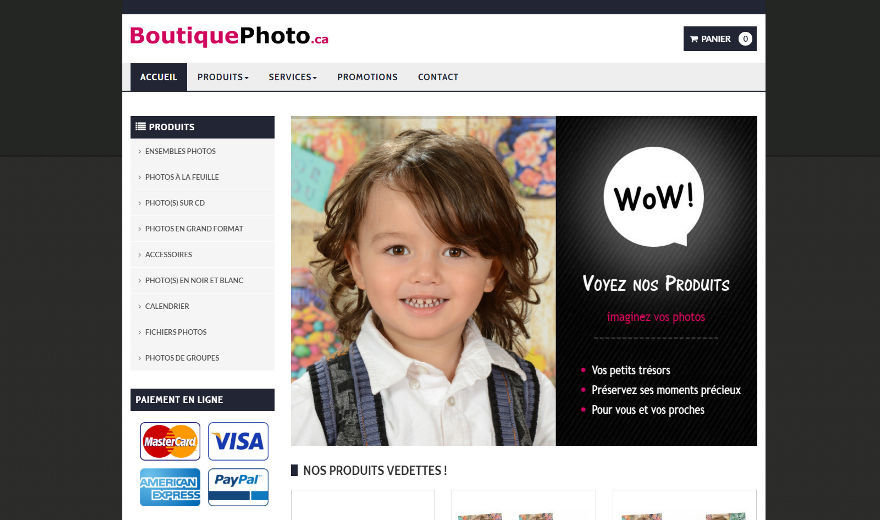 BoutiquePhoto.ca
PANIER 0
ACCUEIL PRODUITS SERVICES PROMOTIONS CONTACT
PRODUITS
ENSEMBLES PHOTOS
PHOTOS À LA FEUILLE
PHOTO(S) SUR CD
PHOTOS EN GRAND FORMAT
ACCESSOIRES
PHOTO(S) EN NOIR ET BLANC
CALENDRIER
FICHIERS PHOTOS
PHOTOS DE GROUPES
PAIEMENT EN LIGNE
MasterCard VISA
AMERICAN EXPRESS PayPal
WoW!
Voyez nos Produits
imaginez vos photos
Vos petits trésors
Préservez ses moments précieux
Pour vous et vos proches
NOS PRODUITS VEDETTES !